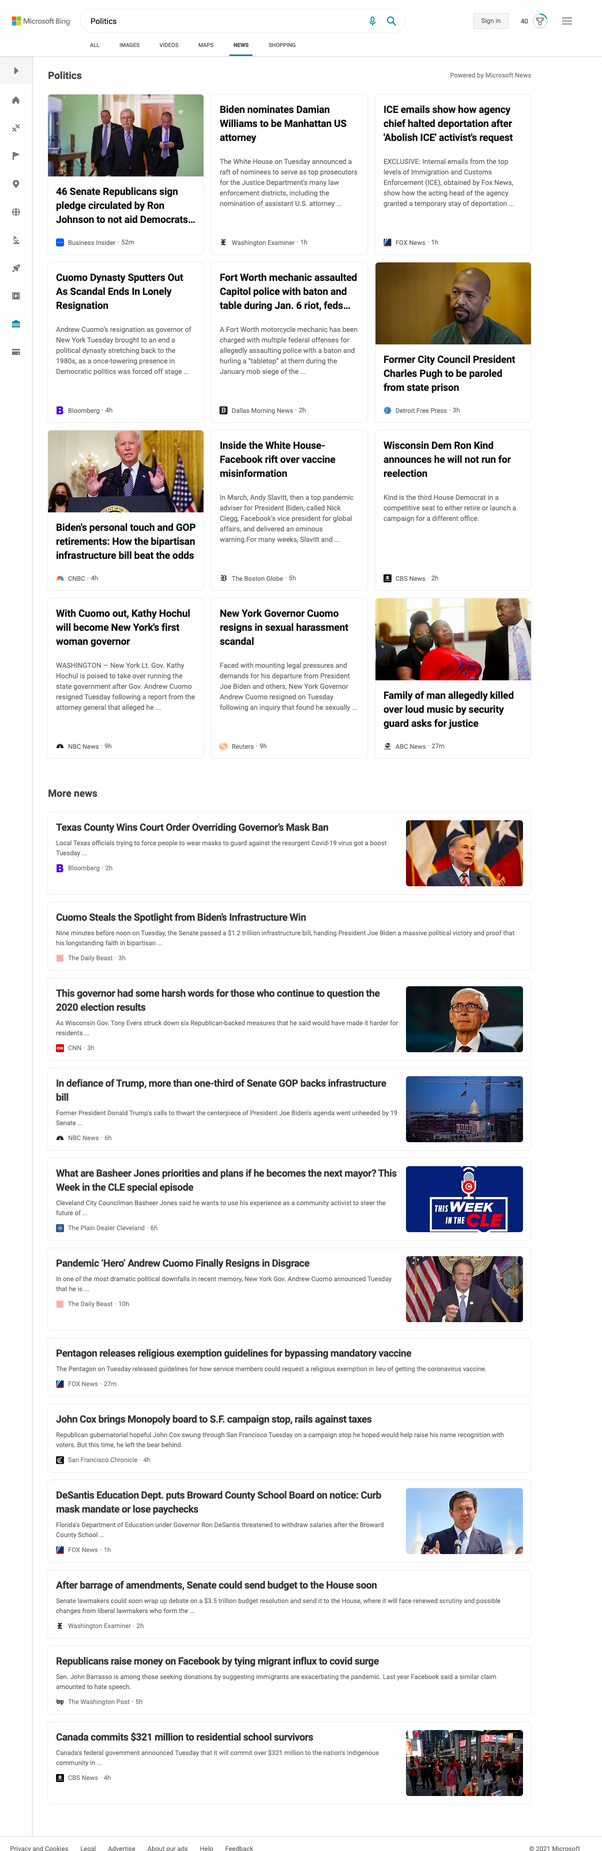 Microsoft Bing
Politics
Sign in
40
ALL
IMAGES
VIDEOS
MAPS
NEWS
SHOPPING
Politics
Powered by Microsoft News
46 Senate Republicans sign
pledge circulated by Ron
Johnson to not aid Democrats...
Business Insider · 52m
Biden nominates Damian
Williams to be Manhattan US
attorney
The White House on Tuesday announced a
raft of nominees to serve as top prosecutors
for the Justice Department's many law
enforcement districts, including the
nomination of assistant U.S. attorney ...
Washington Examiner · 1h
ICE emails show how agency
chief halted deportation after
'Abolish ICE' activist's request
EXCLUSIVE: Internal emails from the top
levels of Immigration and Customs
Enforcement (ICE), obtained by Fox News,
show how the acting head of the agency
granted a temporary stay of deportation ...
FOX News · 1h
Cuomo Dynasty Sputters Out
As Scandal Ends In Lonely
Resignation
Andrew Cuomo's resignation as governor of
New York Tuesday brought to an end a
political dynasty stretching back to the
1980s, as a once-towering presence in
Democratic politics was forced off stage ...
Bloomberg · 4h
Fort Worth mechanic assaulted
Capitol police with baton and
table during Jan. 6 riot, feds...
A Fort Worth motorcycle mechanic has been
charged with multiple federal offenses for
allegedly assaulting police with a baton and
hurling a "tabletop" at them during the
January mob siege of the ...
Dallas Morning News · 2h
Former City Council President
Charles Pugh to be paroled
from state prison
Detroit Free Press · 3h
Biden's personal touch and GOP
retirements: How the bipartisan
infrastructure bill beat the odds
CNBC · 4h
Inside the White House-
Facebook rift over vaccine
misinformation
In March, Andy Slavitt, then a top pandemic
adviser for President Biden, called Nick
Clegg, Facebook's vice president for global
affairs, and delivered an ominous
warning.For many weeks, Slavitt and ...
The Boston Globe · 5h
Wisconsin Dem Ron Kind
announces he will not run for
reelection
Kind is the third House Democrat in a
competitive seat to either retire or launch a
campaign for a different office.
CBS News · 2h
With Cuomo out, Kathy Hochul
will become New York's first
woman governor
WASHINGTON — New York Lt. Gov. Kathy
Hochul is poised to take over running the
state government after Gov. Andrew Cuomo
resigned Tuesday following a report from the
attorney general that alleged he ...
NBC News · 9h
New York Governor Cuomo
resigns in sexual harassment
scandal
Faced with mounting legal pressures and
demands for his departure from President
Joe Biden and others, New York Governor
Andrew Cuomo resigned on Tuesday
following an inquiry that found he sexually ...
Reuters · 9h
Family of man allegedly killed
over loud music by security
guard asks for justice
ABC News · 27m
More news
Texas County Wins Court Order Overriding Governor's Mask Ban
Local Texas officials trying to force people to wear masks to guard against the resurgent Covid-19 virus got a boost
Tuesday ...
Bloomberg · 2h
Cuomo Steals the Spotlight from Biden's Infrastructure Win
Nine minutes before noon on Tuesday, the Senate passed a $1.2 trillion infrastructure bill, handing President Joe Biden a massive political victory and proof that
his longstanding faith in bipartisan ...
The Daily Beast · 3h
This governor had some harsh words for those who continue to question the
2020 election results
As Wisconsin Gov. Tony Evers struck down six Republican-backed measures that he said would have made it harder for
residents ...
CNN · 3h
In defiance of Trump, more than one-third of Senate GOP backs infrastructure
bill
Former President Donald Trump's calls to thwart the centerpiece of President Joe Biden's agenda went unheeded by 19
Senate ...
NBC News · 6h
What are Basheer Jones priorities and plans if he becomes the next mayor? This
Week in the CLE special episode
Cleveland City Councilman Basheer Jones said he wants to use his experience as a community activist to steer the
future of ...
The Plain Dealer Cleveland · 6h
THIS WEEK
IN THE CLE
Pandemic 'Hero' Andrew Cuomo Finally Resigns in Disgrace
In one of the most dramatic political downfalls in recent memory, New York Gov. Andrew Cuomo announced Tuesday
that he is ...
The Daily Beast · 10h
Pentagon releases religious exemption guidelines for bypassing mandatory vaccine
The Pentagon on Tuesday released guidelines for how service members could request a religious exemption in lieu of getting the coronavirus vaccine.
FOX News · 27m
John Cox brings Monopoly board to S.F. campaign stop, rails against taxes
Republican gubernatorial hopeful John Cox swung through San Francisco Tuesday on a campaign stop he hoped would help raise his name recognition with
voters. But this time, he left the bear behind.
San Francisco Chronicle · 4h
DeSantis Education Dept. puts Broward County School Board on notice: Curb
mask mandate or lose paychecks
Florida's Department of Education under Governor Ron DeSantis threatened to withdraw salaries after the Broward
County School ...
FOX News · 1h
After barrage of amendments, Senate could send budget to the House soon
Senate lawmakers could soon wrap up debate on a $3.5 trillion budget resolution and send it to the House, where it will face renewed scrutiny and possible
changes from liberal lawmakers who form the ...
Washington Examiner · 2h
Republicans raise money on Facebook by tying migrant influx to covid surge
Sen. John Barrasso is among those seeking donations by suggesting immigrants are exacerbating the pandemic. Last year Facebook said a similar claim
amounted to hate speech.
The Washington Post · 5h
Canada commits $321 million to residential school survivors
Canada's federal government announced Tuesday that it will commit over $321 million to the nation's Indigenous
community in ...
CBS News · 4h
Privacy and Cookies
Legal
Advertise
About our ads
Help
Feedback
© 2021 Microsoft